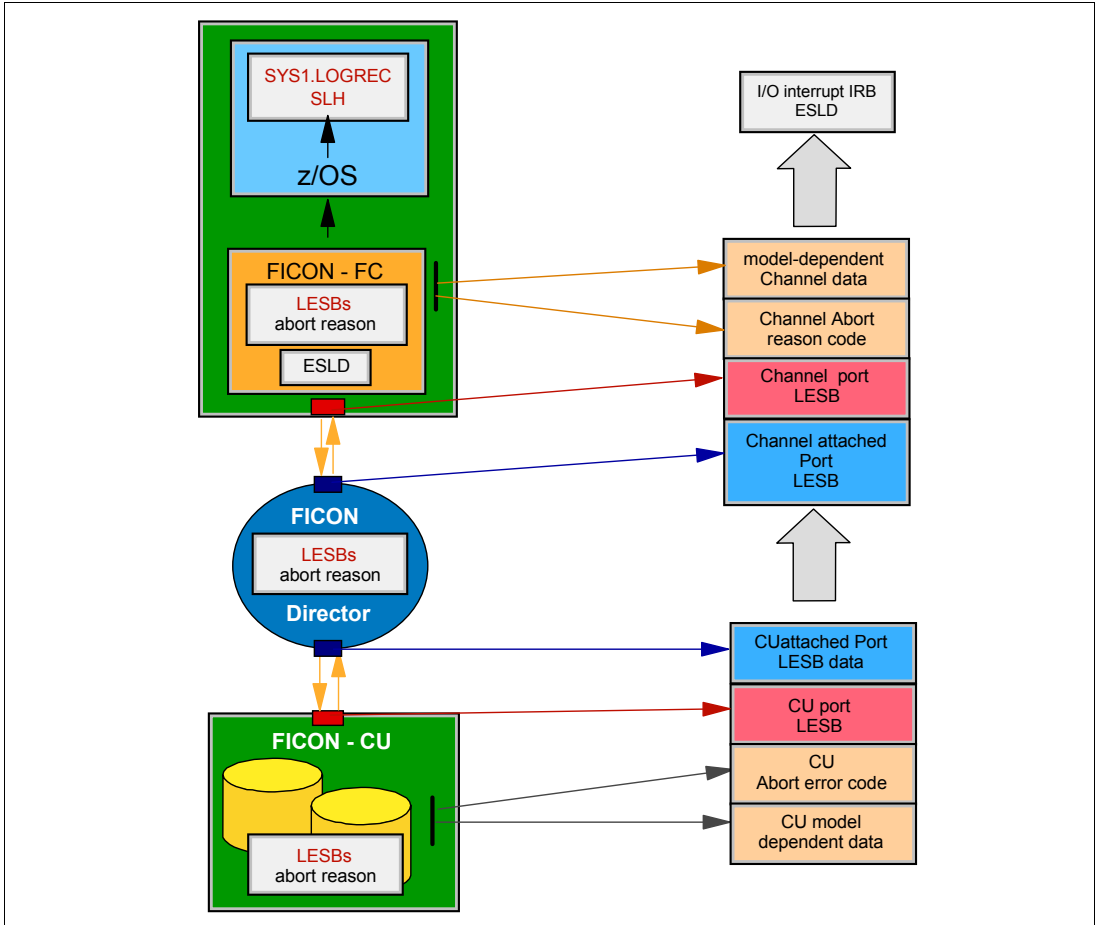 SYS1.LOGREC
SLH
z/OS
FICON - FC
LESBs
abort reason
ESLD
FICON
LESBs
abort reason
Director
FICON - CU
LESBs
abort reason
I/O interrupt IRB
ESLD
model-dependent
Channel data
Channel Abort
reason code
Channel port
LESB
Channel attached
Port
LESB
CUattached Port
LESB data
CU port
LESB
CU
Abort error code
CU model
dependent data